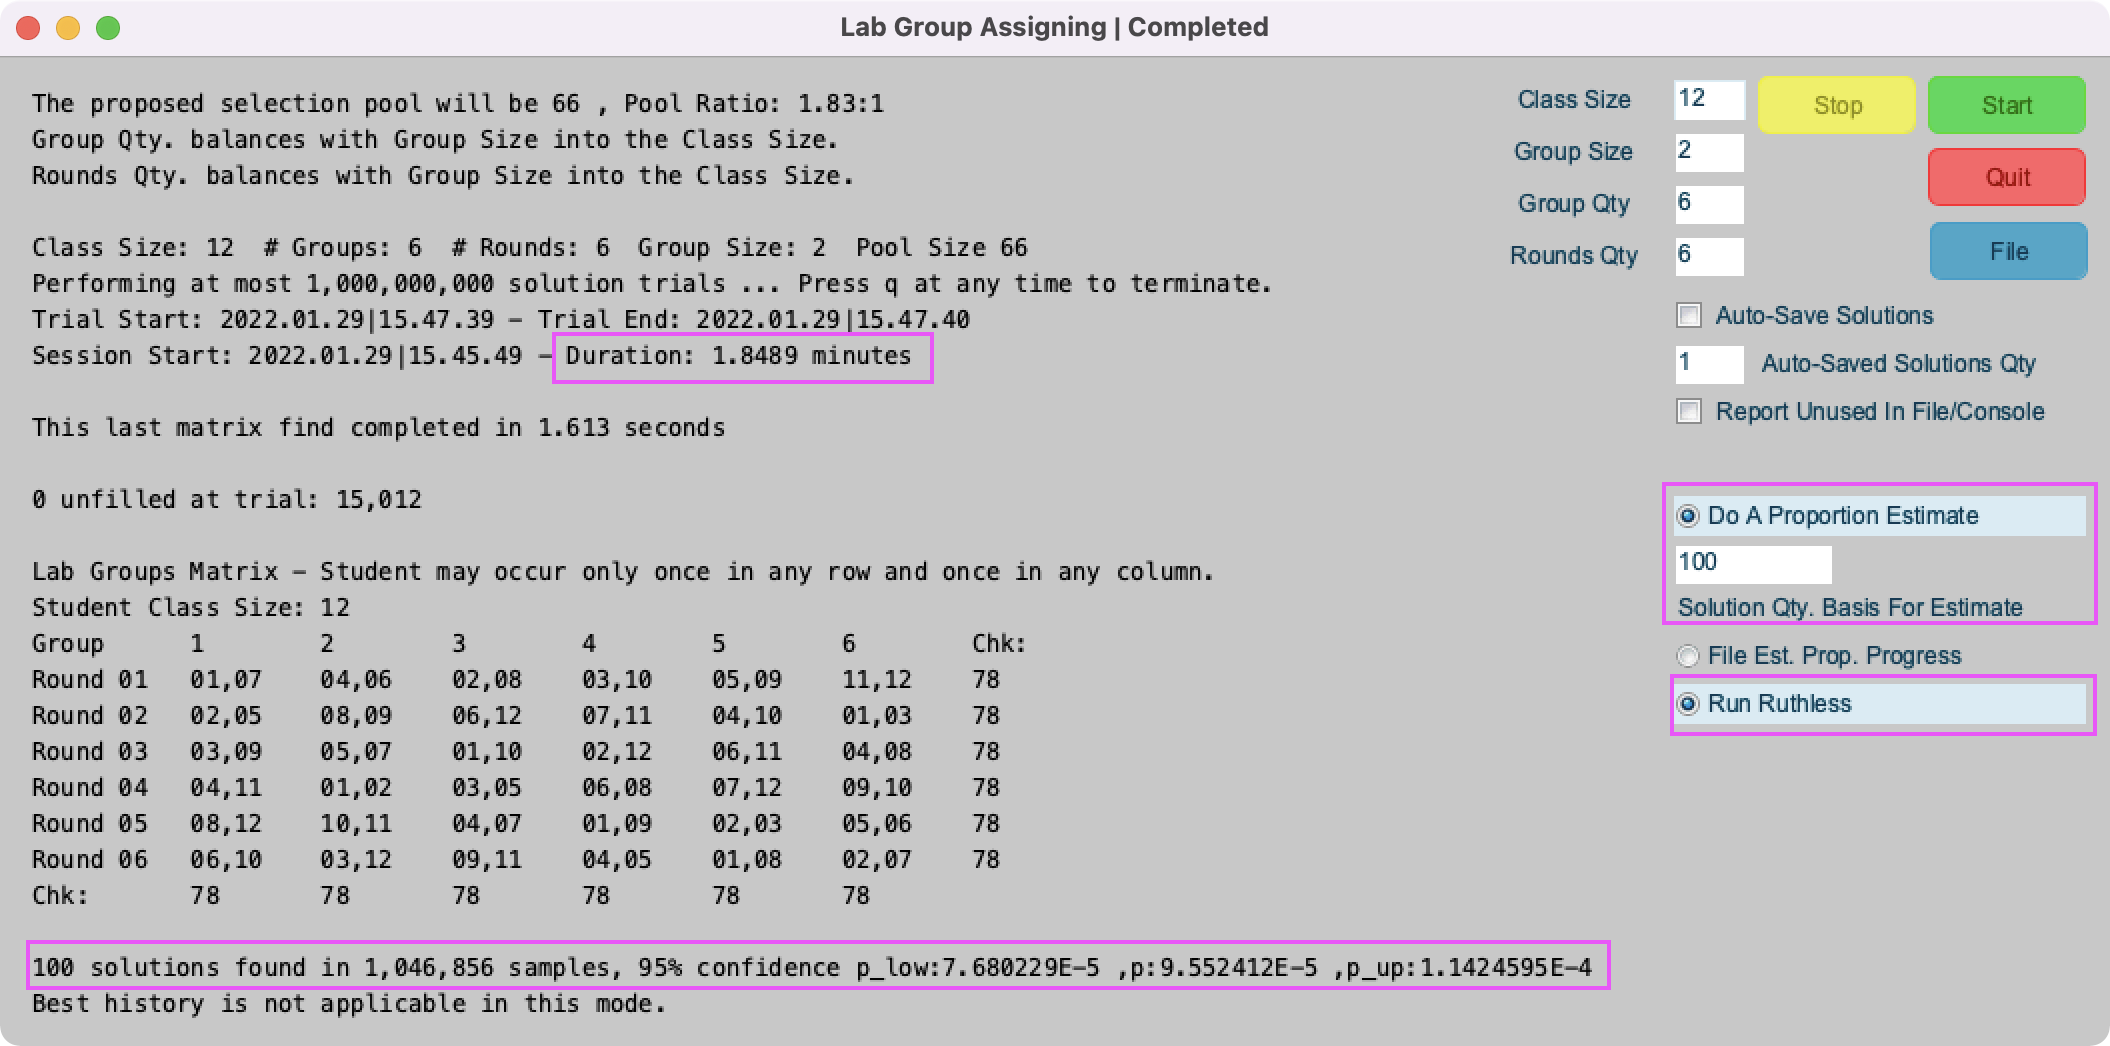 Lab Group Assigning | Completed
The proposed selection pool will be 66 , Pool Ratio: 1.83:1
Group Qty. balances with Group Size into the Class Size.
Rounds Qty. balances with Group Size into the Class Size.
Class Size: 12  # Groups: 6  # Rounds: 6  Group Size: 2  Pool Size 66
Performing at most 1,000,000,000 solution trials ... Press q at any time to terminate.
Trial Start: 2022.01.29|15.47.39 – Trial End: 2022.01.29|15.47.40
Session Start: 2022.01.29|15.45.49 – Duration: 1.8489 minutes
This last matrix find completed in 1.613 seconds
0 unfilled at trial: 15,012
Lab Groups Matrix – Student may occur only once in any row and once in any column.
Student Class Size: 12
Group 1 2 3 4 5 6 Chk:
Round 01 01,07 04,06 02,08 03,10 05,09 11,12 78
Round 02 02,05 08,09 06,12 07,11 04,10 01,03 78
Round 03 03,09 05,07 01,10 02,12 06,11 04,08 78
Round 04 04,11 01,02 03,05 06,08 07,12 09,10 78
Round 05 08,12 10,11 04,07 01,09 02,03 05,06 78
Round 06 06,10 03,12 09,11 04,05 01,08 02,07 78
Chk: 78 78 78 78 78 78
100 solutions found in 1,046,856 samples, 95% confidence p_low:7.680229E–5 ,p:9.552412E–5 ,p_up:1.1424595E–4
Best history is not applicable in this mode.
Class Size 12 Stop Start
Group Size 2 Quit
Group Qty 6
Rounds Qty 6 File
Auto-Save Solutions
1 Auto-Saved Solutions Qty
Report Unused In File/Console
Do A Proportion Estimate
100
Solution Qty. Basis For Estimate
File Est. Prop. Progress
Run Ruthless